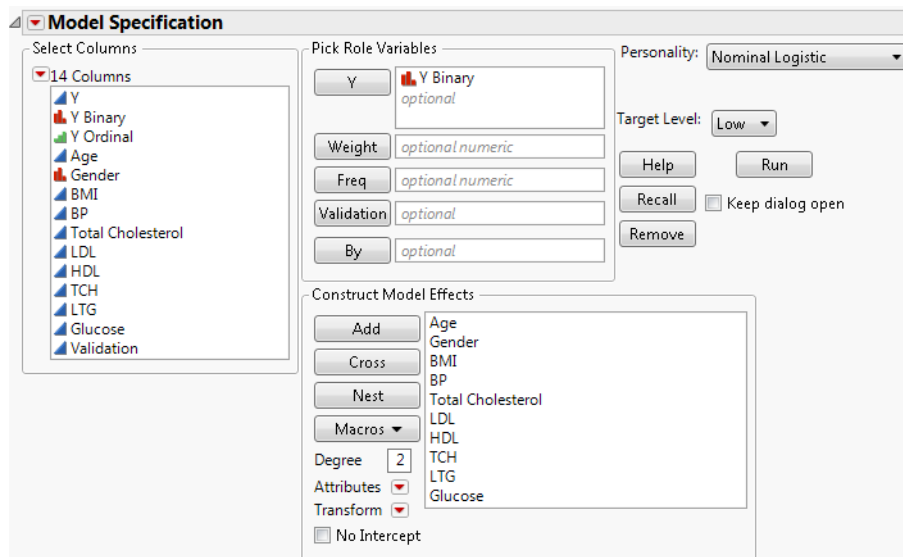 Model Specification
Select Columns
14 Columns
Y
Y Binary
Y Ordinal
Age
Gender
BMI
BP
Total Cholesterol
LDL
HDL
TCH
LTG
Glucose
Validation
Pick Role Variables
Y
Y Binary
optional
Weight
optional numeric
Freq
optional numeric
Validation
optional
By
optional
Personality:
Nominal Logistic
Target Level:
Low
Help
Run
Recall
Keep dialog open
Remove
Construct Model Effects
Add
Cross
Nest
Macros
Degree
2
Attributes
Transform
No Intercept
Age
Gender
BMI
BP
Total Cholesterol
LDL
HDL
TCH
LTG
Glucose